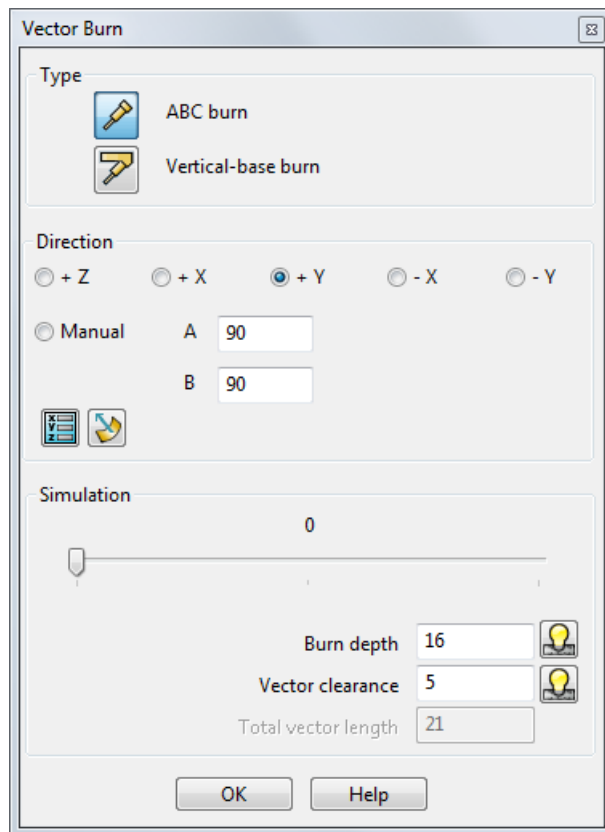 Vector Burn
Type
ABC burn
Vertical-base burn
Direction
+ Z + X + Y - X - Y
Manual A 90
B 90
X
Y
Z
Simulation
0
Burn depth 16
Vector clearance 5
Total vector length 21
OK Help